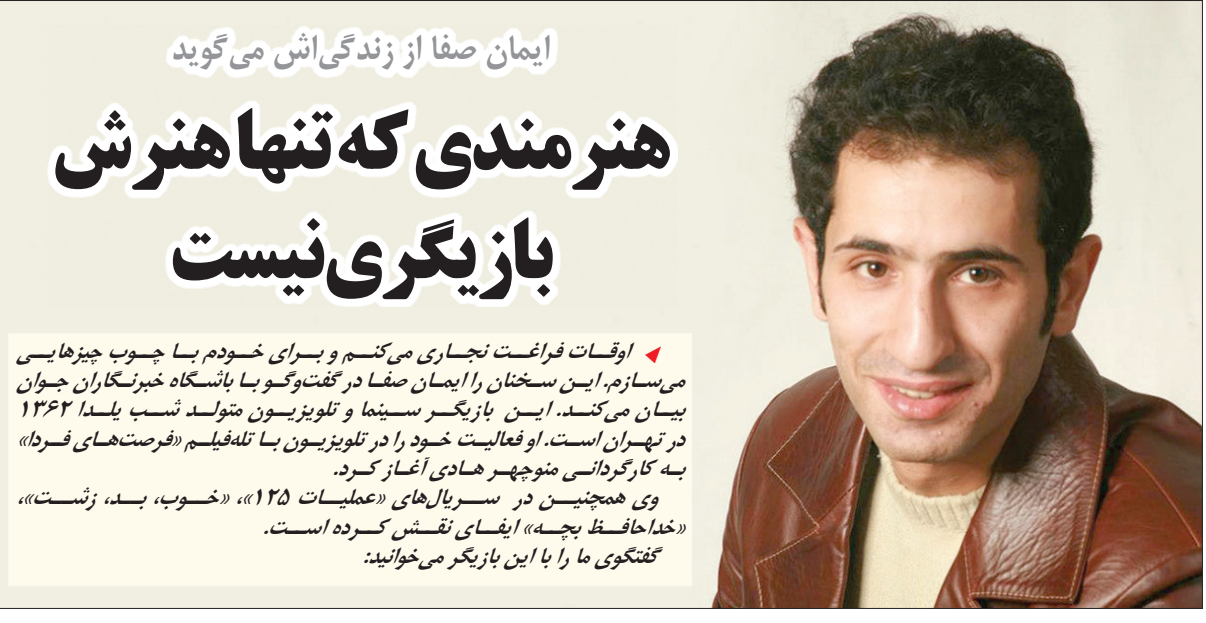 ایمان صفا از زندگی‌اش می‌گوید
هنرمندی که تنها هنرش
بازیگری نیست
اوقات فراغت نجاری می‌کنم و برای خودم با چوب چیزهایی
می‌سازم. این سخنان را ایمان صفا در گفت‌وگو با باشگاه خبرنگاران جوان
بیان می‌کند. این بازیگر سینما و تلویزیون متولد شب یلدا ۱۳۶۲
در تهران است. او فعالیت خود را در تلویزیون با تله‌فیلم «فرصت‌های فردا»
به کارگردانی منوچهر هادی آغاز کرد.
وی همچنین در سریال‌های «عملیات ۱۲۵»، «خوب، بد، زشت»،
«خداحافظ بچه» ایفای نقش کرده است.
گفتگوی ما را با این بازیگر می‌خوانید: